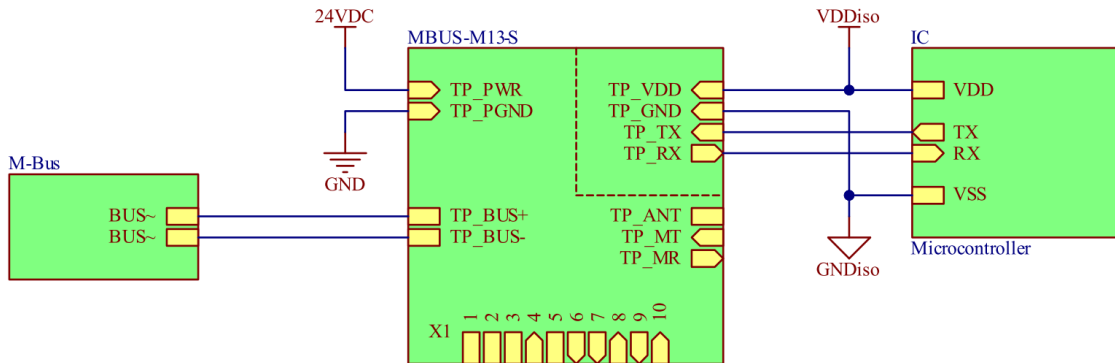 24VDC
VDDiso
MBUS-M13-S
IC
TP_PWR
TP_VDD
VDD
TP_PGND
TP_GND
TP_TX
TX
TP_RX
RX
GND
M-Bus
VSS
BUS~
TP_BUS+
TP_ANT
BUS~
TP_BUS-
TP_MT
Microcontroller
TP_MR
GNDiso
X1
1 2 3 4 5 6 7 8 9 10